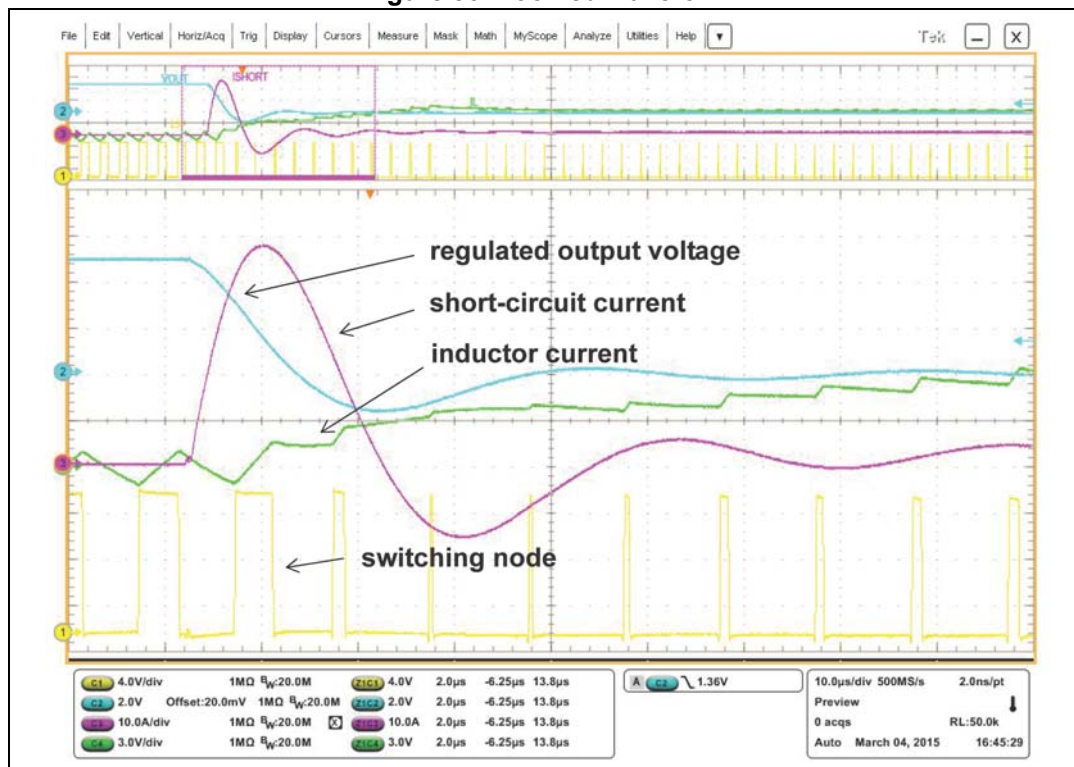 File Edit Vertical Horiz/Acq Trig Display Cursors Measure Mask Math MyScope Analyze Utilities Help Tek X
VOUT ISHORT
2
3
1
regulated output voltage
short-circuit current
inductor current
2
3
switching node
1
C1 4.0V/div 1MΩ BW:20.0M Z1C1 4.0V 2.0µs -6.25µs 13.8µs
C2 2.0V Offset:20.0mV 1MΩ BW:20.0M Z1C2 2.0V 2.0µs -6.25µs 13.8µs
C3 10.0A/div 1MΩ BW:20.0M X Z1C3 10.0A 2.0µs -6.25µs 13.8µs
C4 3.0V/div 1MΩ BW:20.0M Z1C4 3.0V 2.0µs -6.25µs 13.8µs
A C2 1.36V
10.0µs/div 500MS/s 2.0ns/pt
Preview
0 acqs RL:50.0k
Auto March 04, 2015 16:45:29